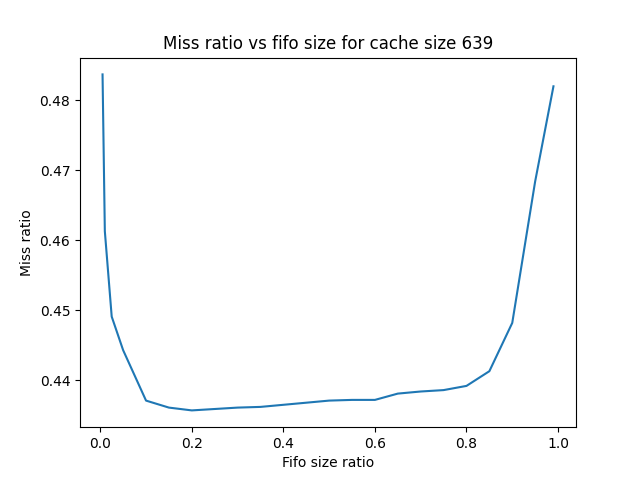 Miss ratio vs fifo size for cache size 639
0.48
0.47
0.46
0.45
0.44
Miss ratio
0.0 0.2 0.4 0.6 0.8 1.0
Fifo size ratio